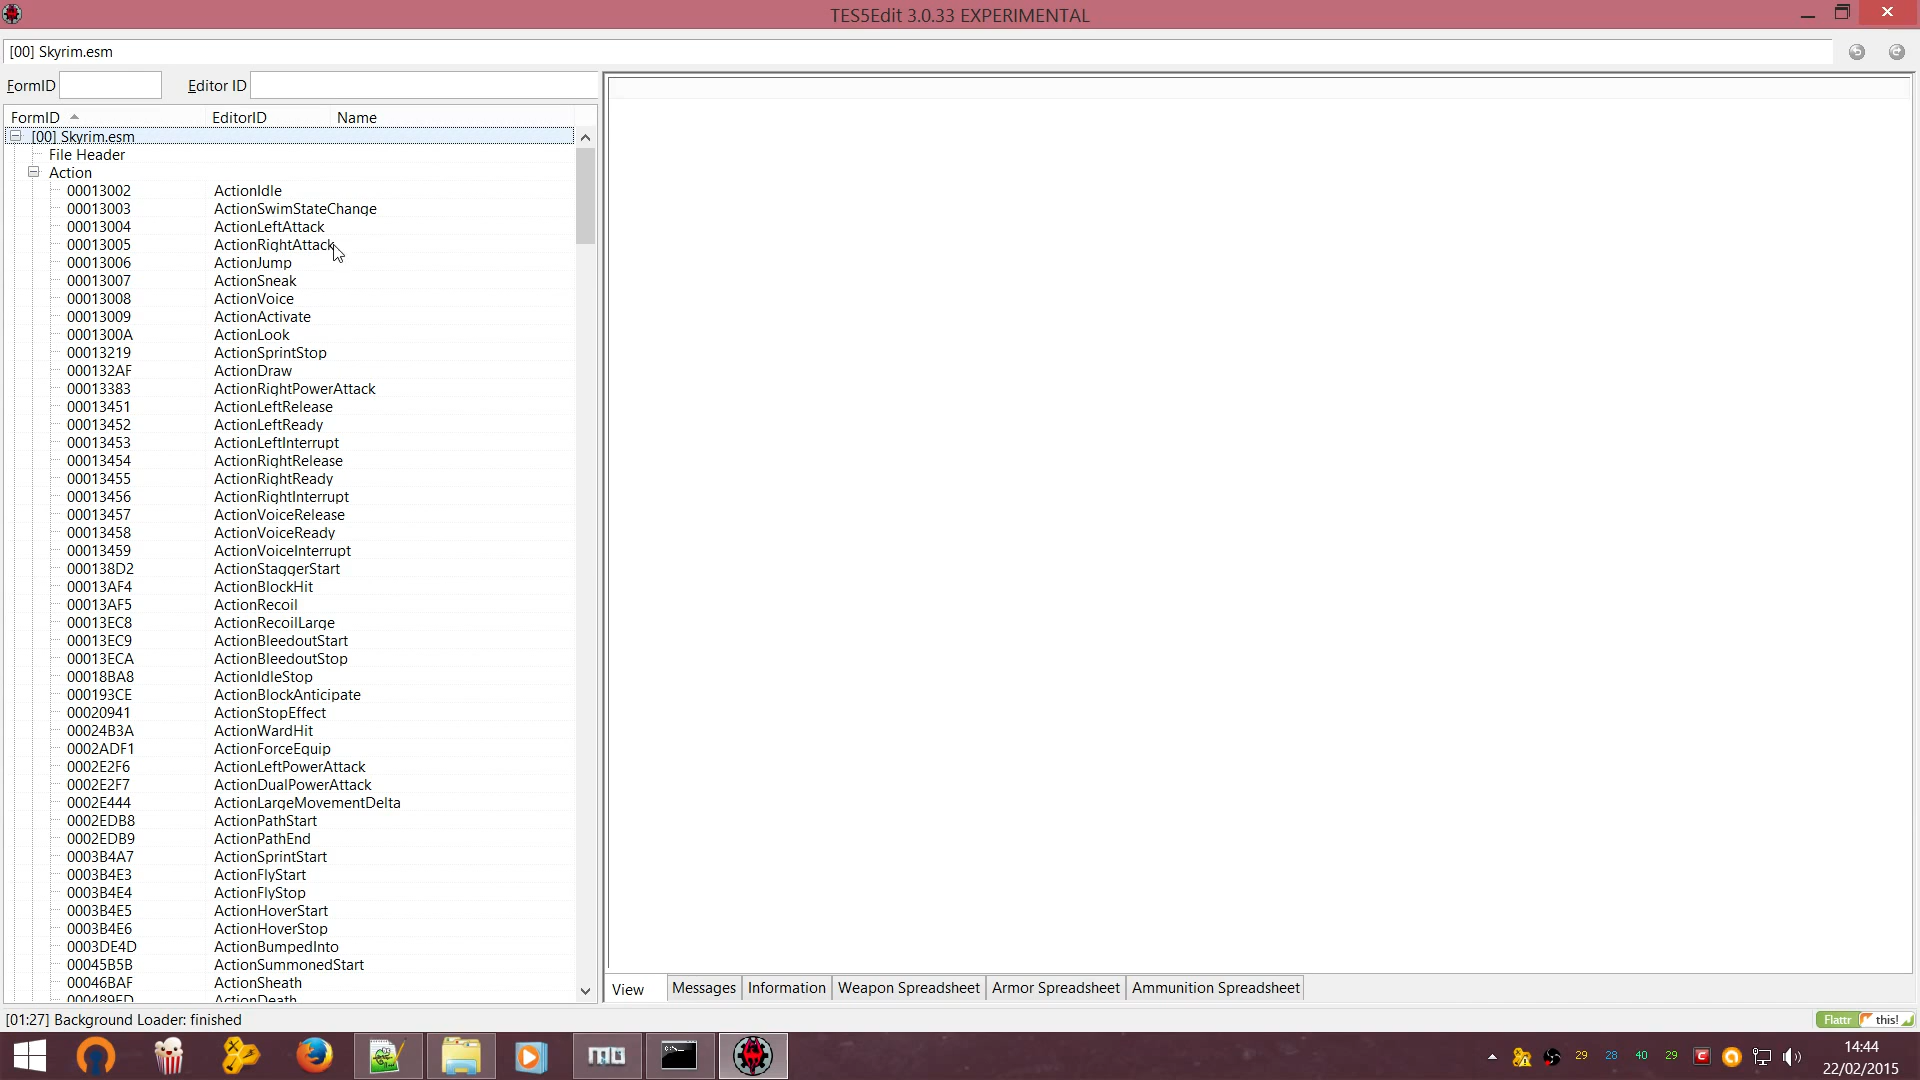 TES5Edit 3.0.33 EXPERIMENTAL
[00] Skyrim.esm
FormID Editor ID
FormID EditorID Name
[00] Skyrim.esm
File Header
Action
00013002 ActionIdle
00013003 ActionSwimStateChange
00013004 ActionLeftAttack
00013005 ActionRightAttack
00013006 ActionJump
00013007 ActionSneak
00013008 ActionVoice
00013009 ActionActivate
0001300A ActionLook
00013219 ActionSprintStop
000132AF ActionDraw
00013383 ActionRightPowerAttack
00013451 ActionLeftRelease
00013452 ActionLeftReady
00013453 ActionLeftInterrupt
00013454 ActionRightRelease
00013455 ActionRightReady
00013456 ActionRightInterrupt
00013457 ActionVoiceRelease
00013458 ActionVoiceReady
00013459 ActionVoiceInterrupt
000138D2 ActionStaggerStart
00013AF4 ActionBlockHit
00013AF5 ActionRecoil
00013EC8 ActionRecoilLarge
00013EC9 ActionBleedoutStart
00013ECA ActionBleedoutStop
00018BA8 ActionIdleStop
000193CE ActionBlockAnticipate
00020941 ActionStopEffect
00024B3A ActionWardHit
0002ADF1 ActionForceEquip
0002E2F6 ActionLeftPowerAttack
0002E2F7 ActionDualPowerAttack
0002E444 ActionLargeMovementDelta
0002EDB8 ActionPathStart
0002EDB9 ActionPathEnd
0003B4A7 ActionSprintStart
0003B4E3 ActionFlyStart
0003B4E4 ActionFlyStop
0003B4E5 ActionHoverStart
0003B4E6 ActionHoverStop
0003DE4D ActionBumpedInto
00045B5B ActionSummonedStart
00046BAF ActionSheath
000489ED ActionDeath
View Messages Information Weapon Spreadsheet Armor Spreadsheet Ammunition Spreadsheet
[01:27] Background Loader: finished
Flattr this!
29 28 40 29
14:44
22/02/2015